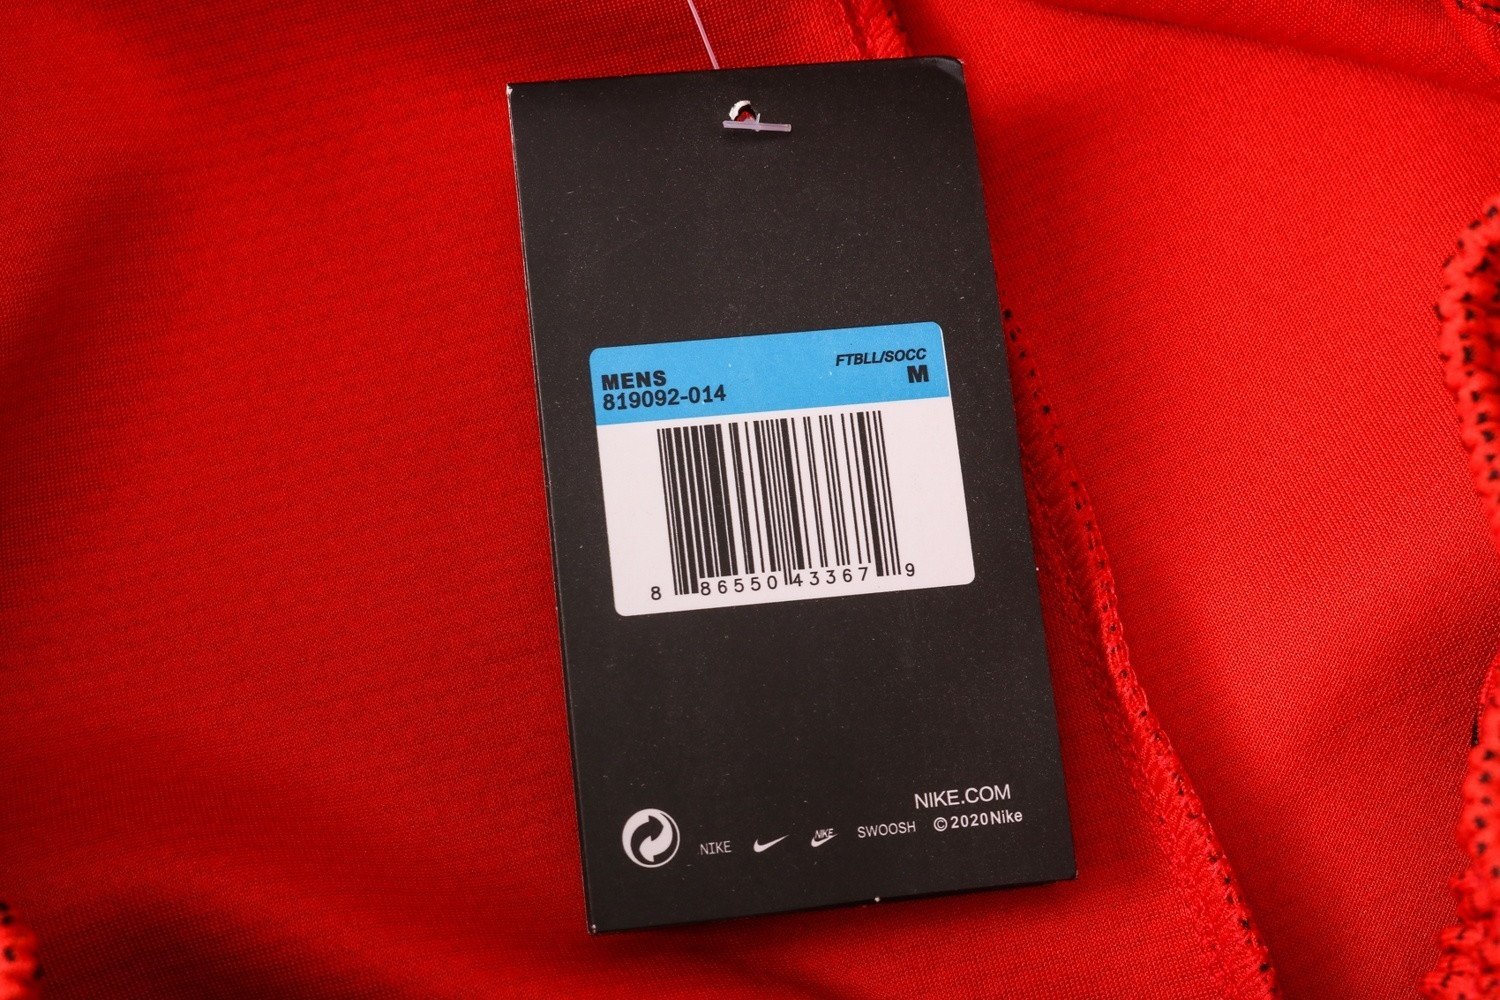 MENS
819092-014
FTBLL/SOCC
M
8 86550 43367 9
NIKE.COM
NIKE
NIKE
SWOOSH
©2020Nike